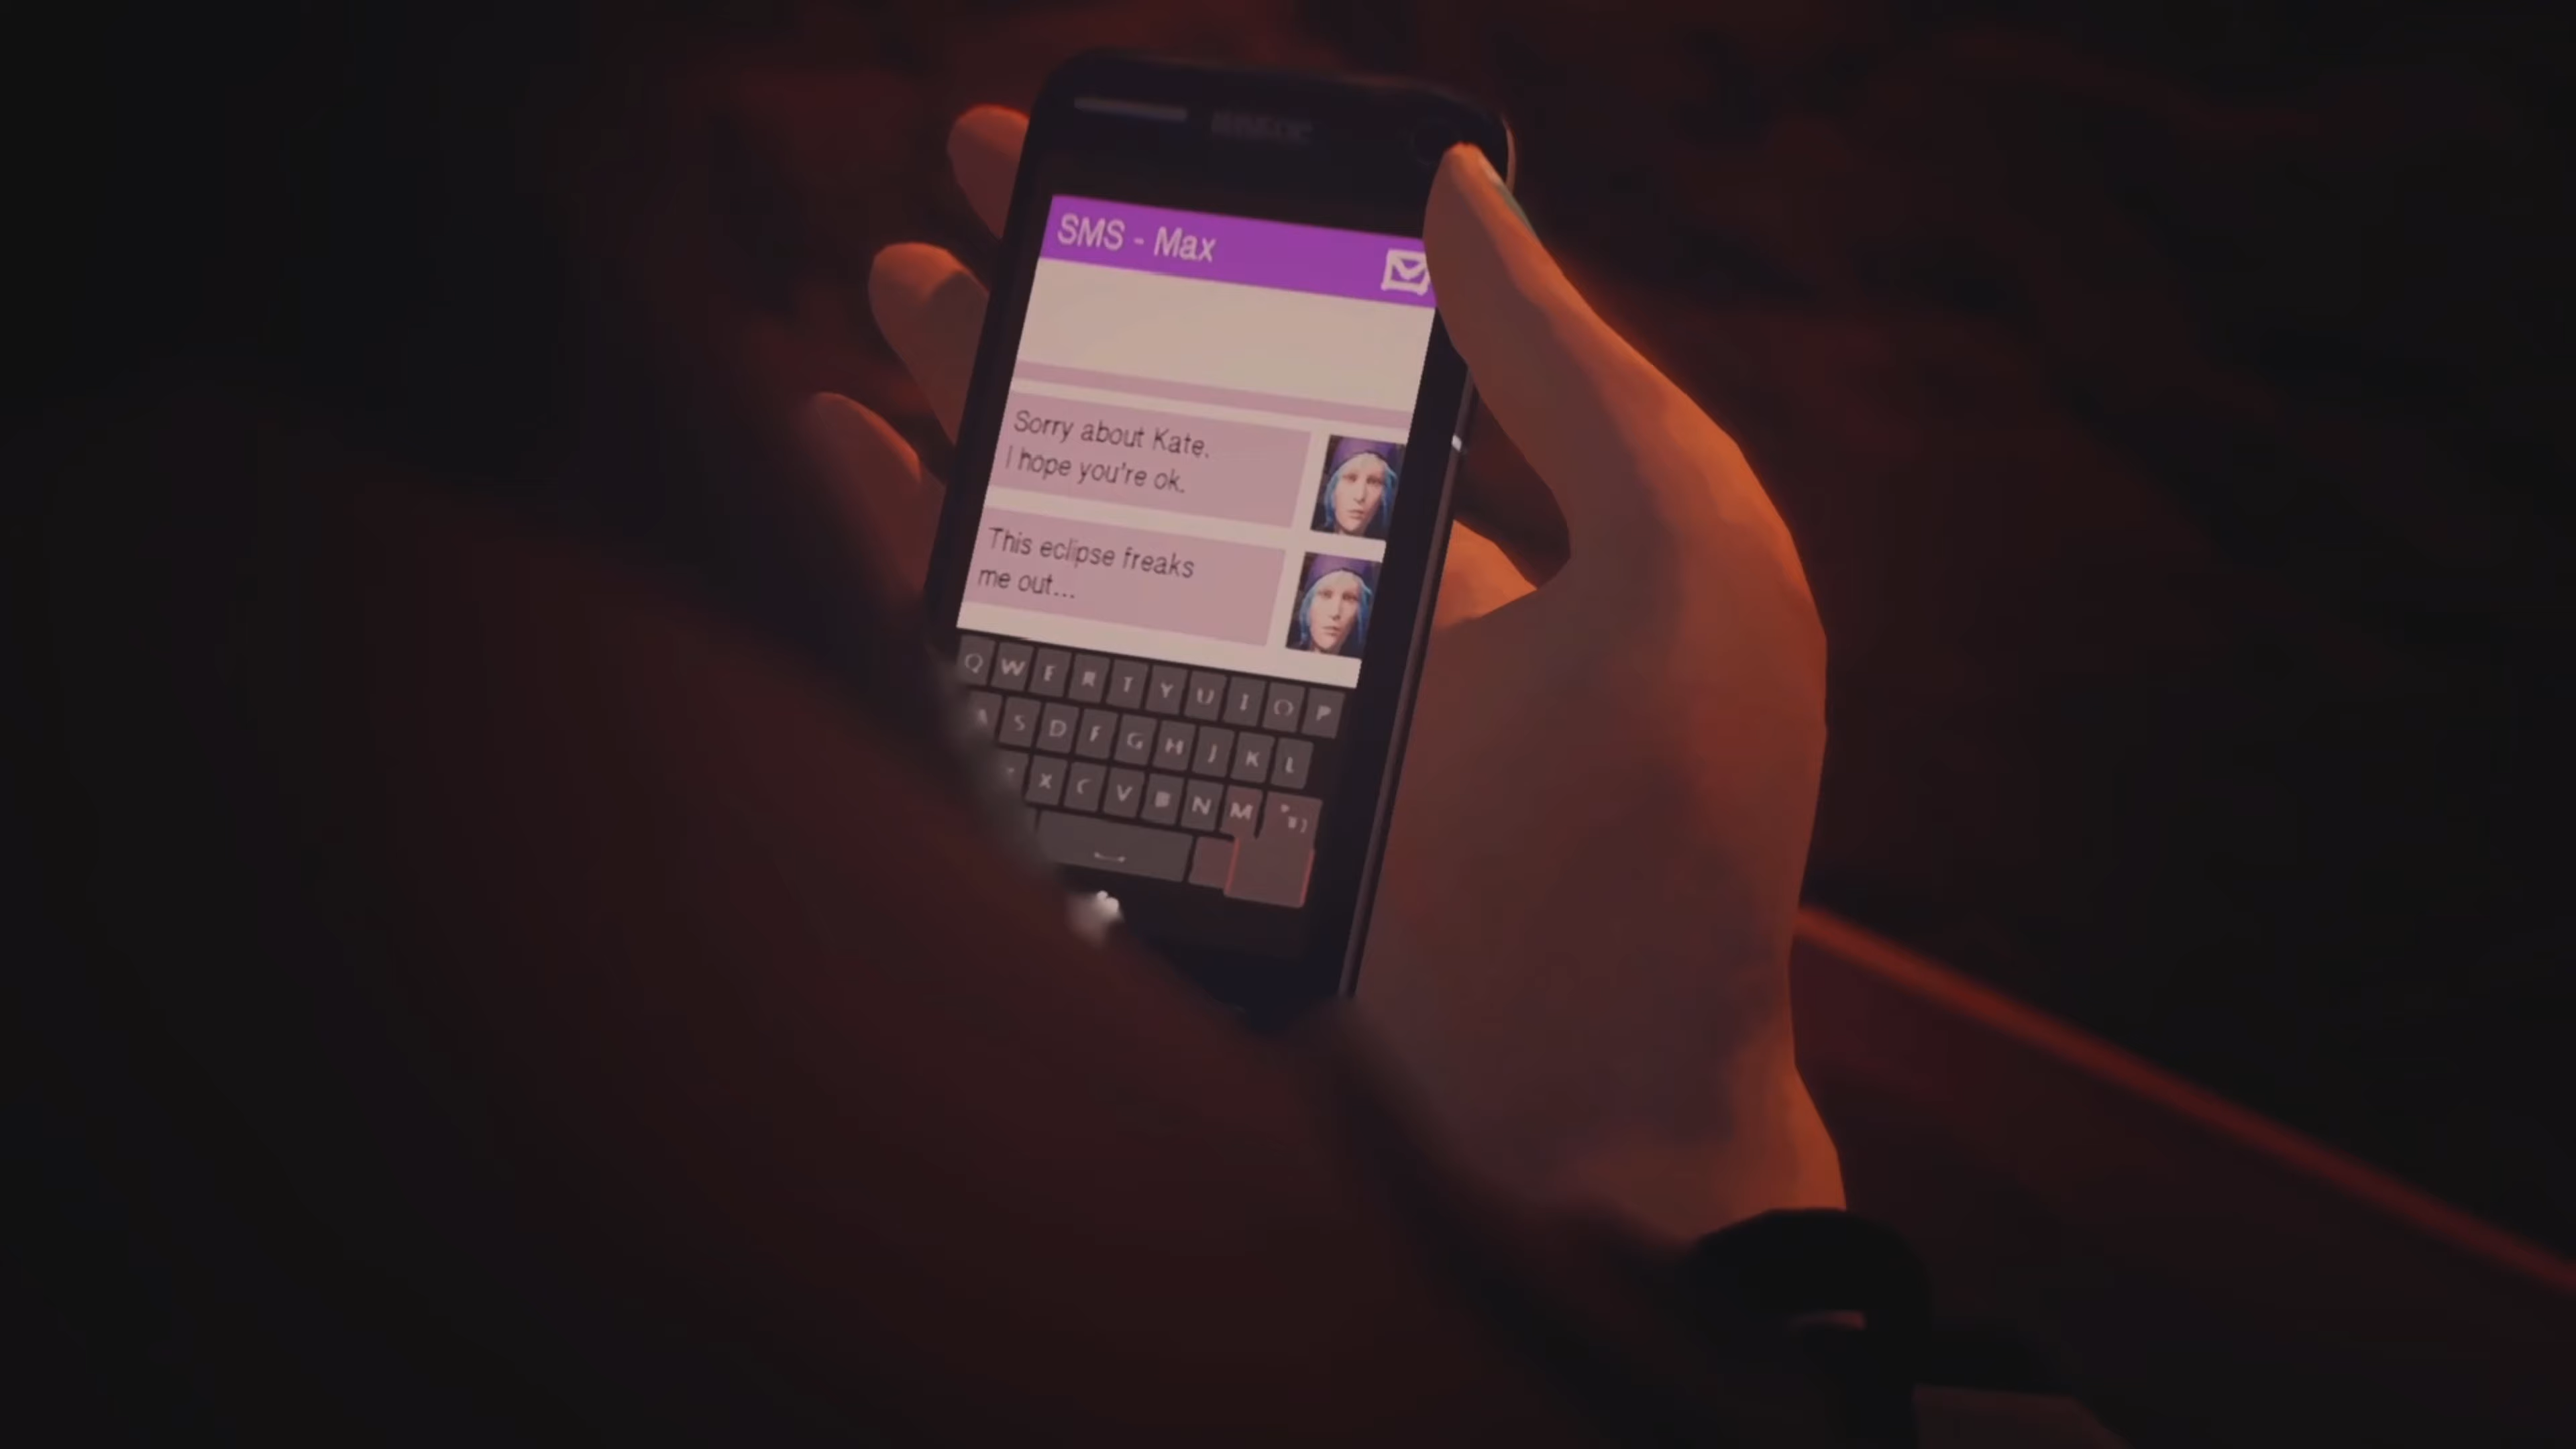 SMS - Max
Sorry about Kate.
I hope you're ok.
This eclipse freaks
me out...
Q W E R T Y U I O P
A S D F G H J K L
X C V B N M